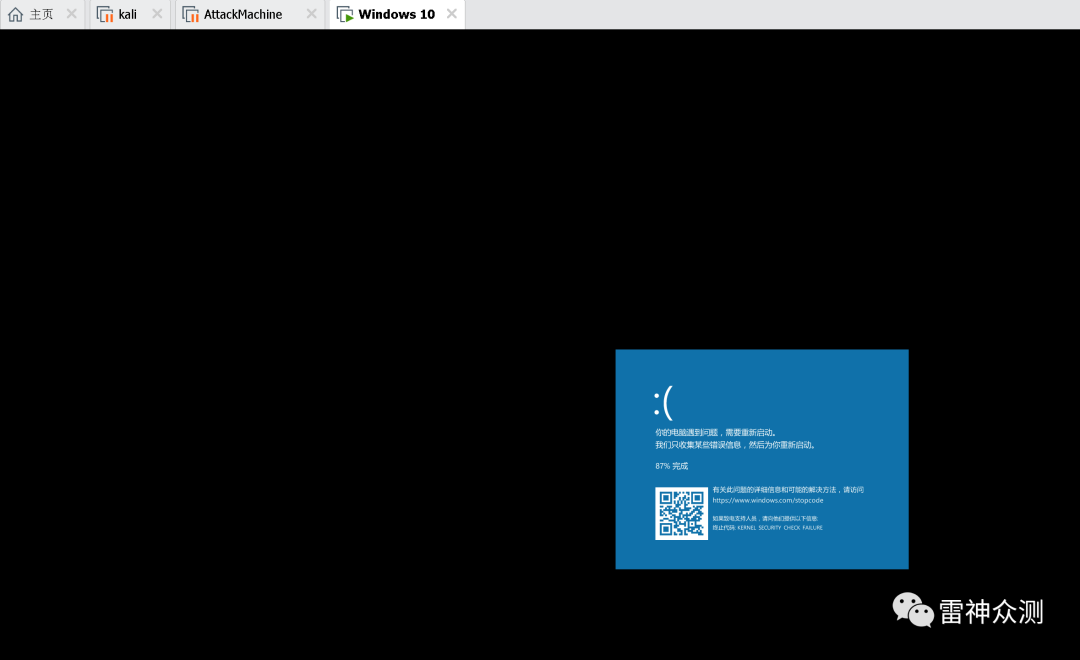 主页
kali
AttackMachine
Windows 10
:(
你的电脑遇到问题，需要重新启动。
我们只收集某些错误信息，然后为你重新启动。
87% 完成
有关此问题的详细信息和可能的解决方法，请访问
https://www.windows.com/stopcode
如果致电支持人员，请向他们提供以下信息:
终止代码: KERNEL SECURITY CHECK FAILURE
雷神众测